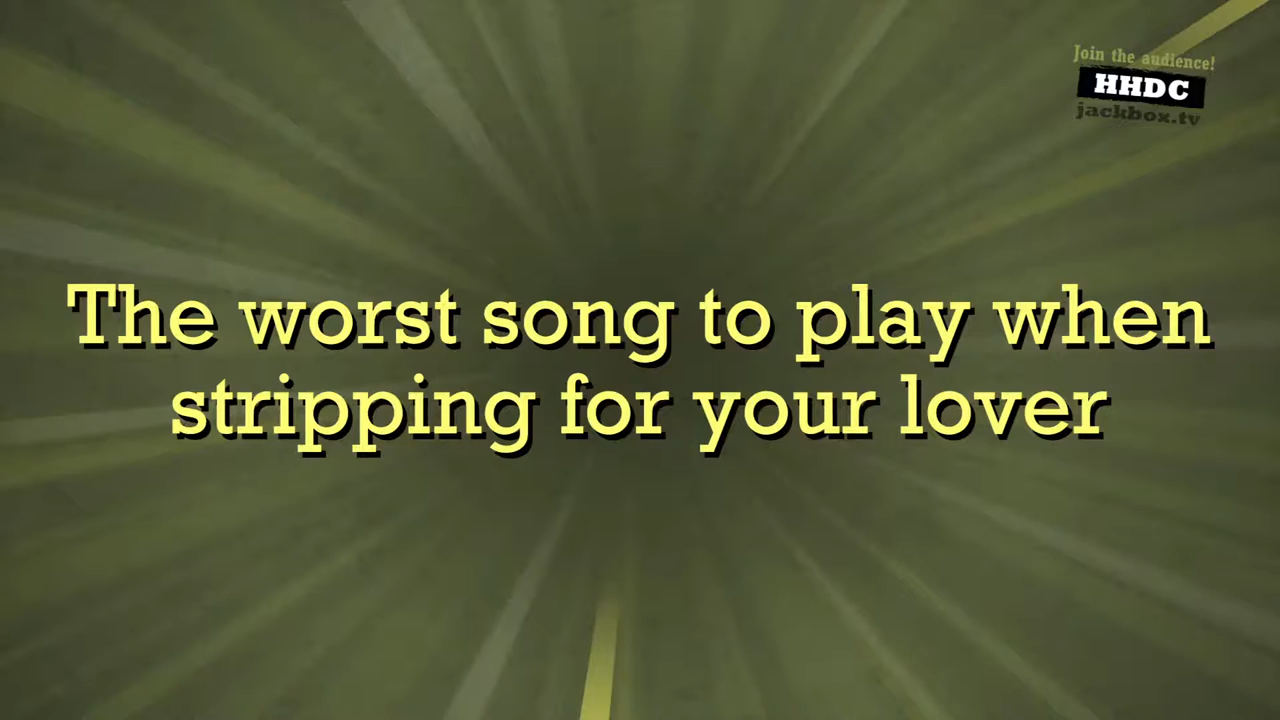 Join the audience!
HHDC
jackbox.tv
The worst song to play when
stripping for your lover